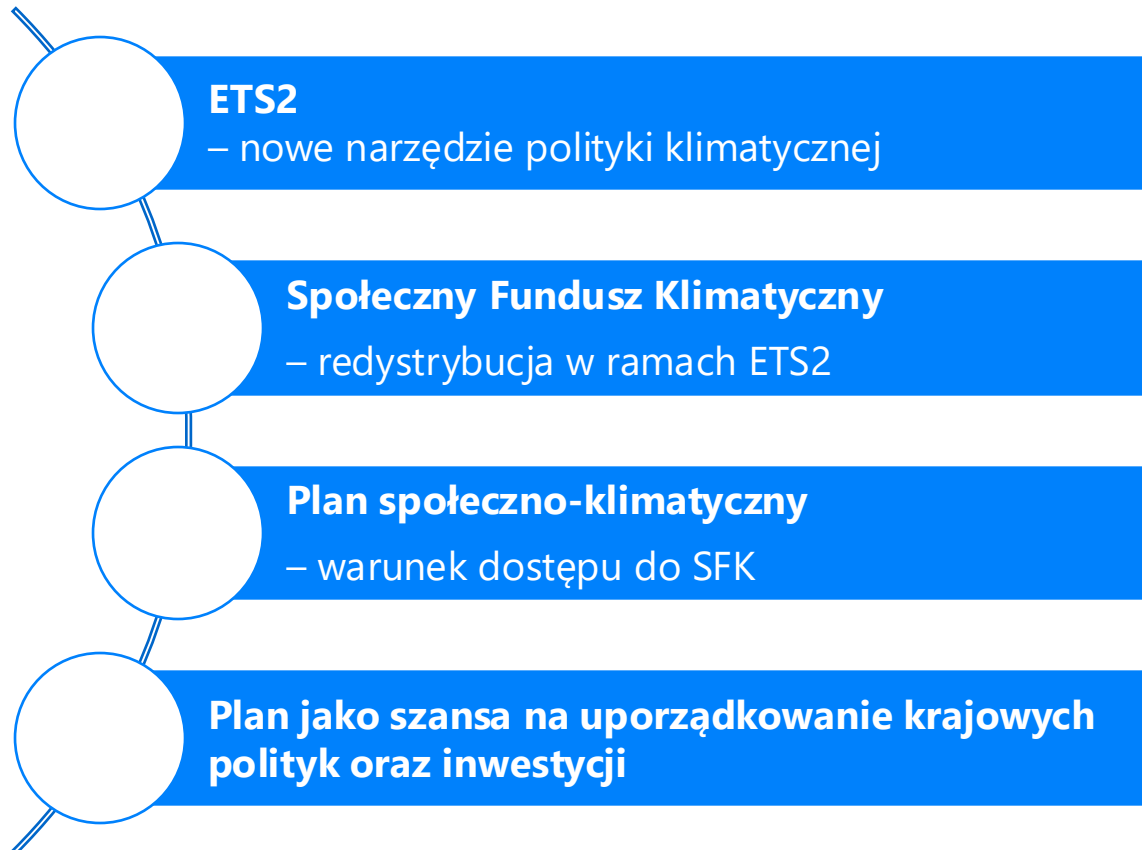 ETS2
– nowe narzędzie polityki klimatycznej
Społeczny Fundusz Klimatyczny
– redystrybucja w ramach ETS2
Plan społeczno-klimatyczny
– warunek dostępu do SFK
Plan jako szansa na uporządkowanie krajowych
polityk oraz inwestycji